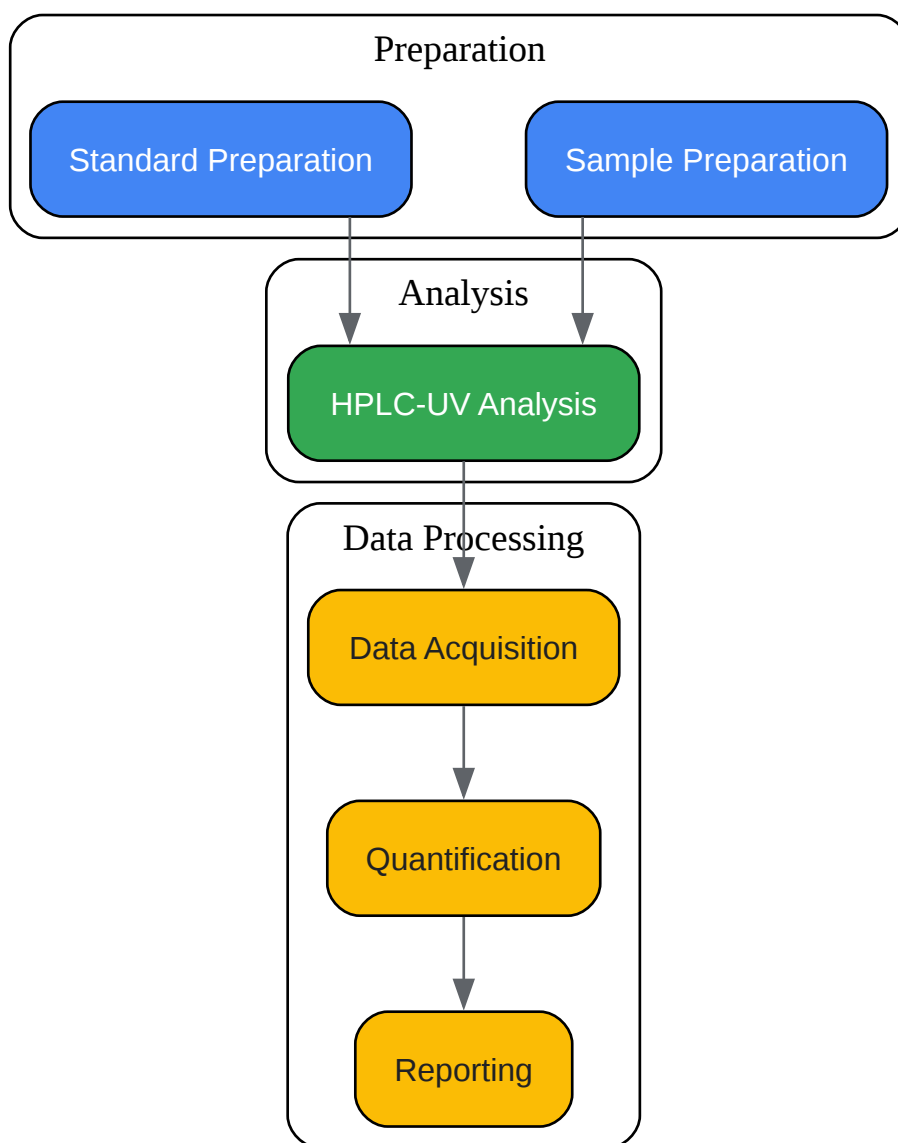 Preparation
Standard Preparation
Sample Preparation
Analysis
HPLC-UV Analysis
Data Processing
Data Acquisition
Quantification
Reporting